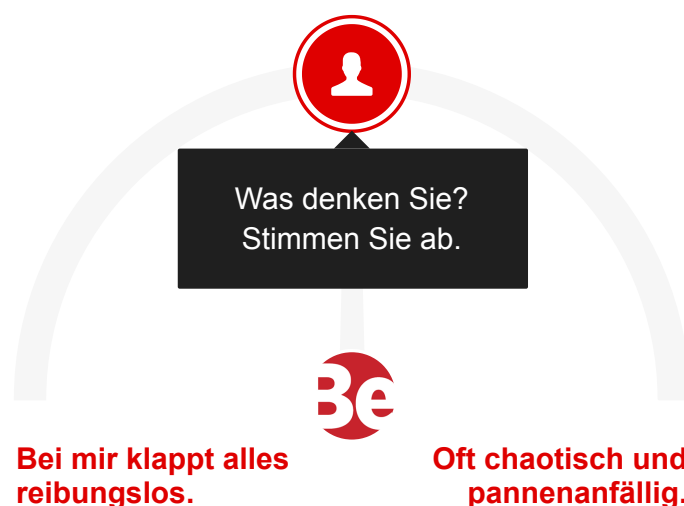 Was denken Sie?
Stimmen Sie ab.
Be
Bei mir klappt alles
reibungslos.
Oft chaotisch und
pannenanfällig.